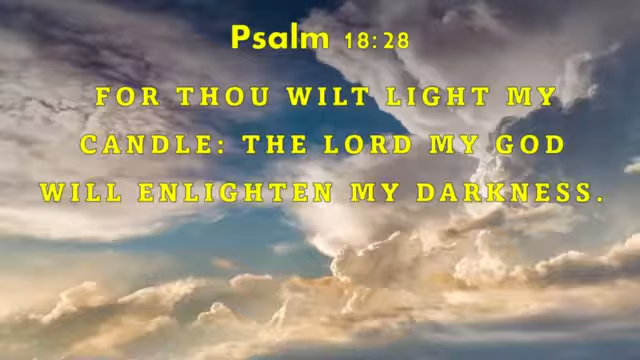 Psalm 18:28
FOR THOU WILT LIGHT MY
CANDLE: THE LORD MY GOD
WILL ENLIGHTEN MY DARKNESS.